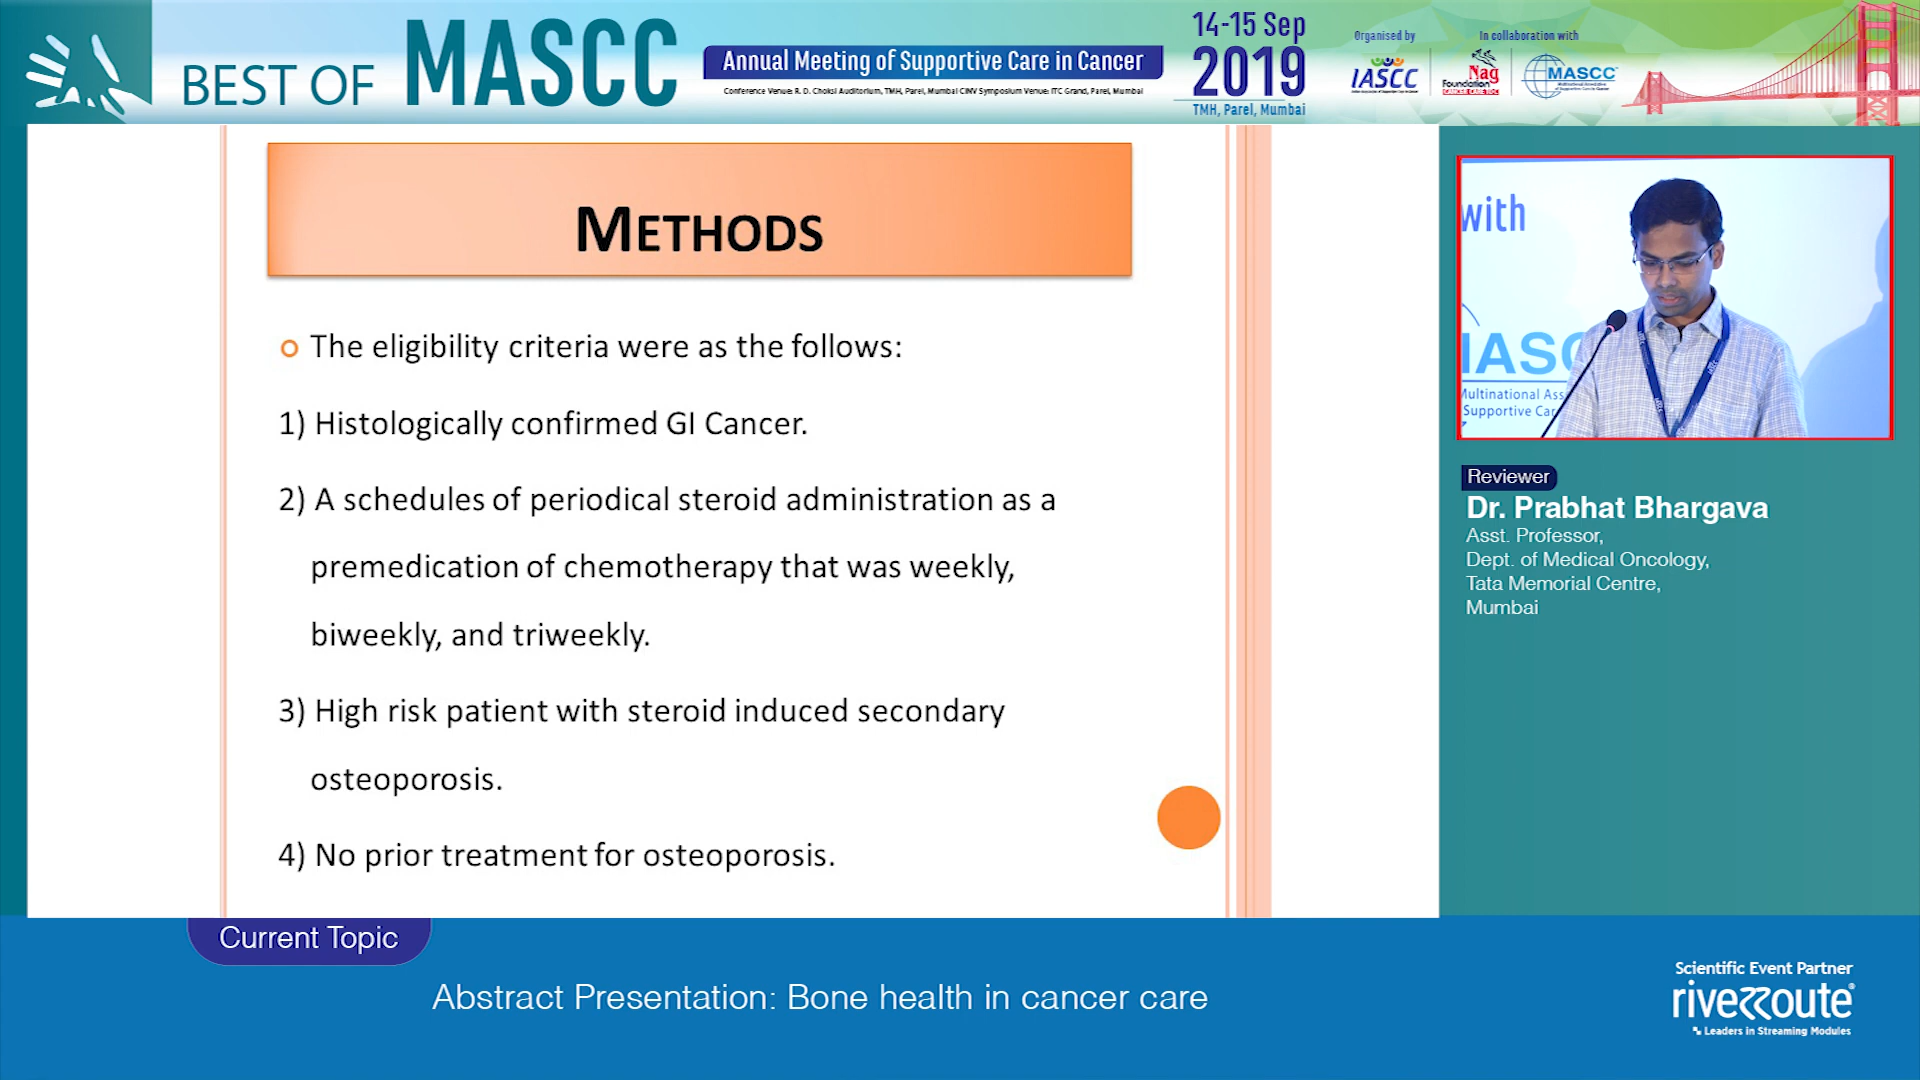 BEST OF MASCC
Annual Meeting of Supportive Care in Cancer
Conference Venue: R. D. Choksi Auditorium, TMH, Parel, Mumbai CINV Symposium Venue: ITC Grand, Parel, Mumbai
14-15 Sep
2019
TMH, Parel, Mumbai
Organised by
IASCC
In collaboration with
Nag
Foundation
MASCC
METHODS
The eligibility criteria were as the follows:
1) Histologically confirmed GI Cancer.
2) A schedules of periodical steroid administration as a
premedication of chemotherapy that was weekly,
biweekly, and triweekly.
3) High risk patient with steroid induced secondary
osteoporosis.
4) No prior treatment for osteoporosis.
with
IASC
Multinational Ass
Supportive Car
Reviewer
Dr. Prabhat Bhargava
Asst. Professor,
Dept. of Medical Oncology,
Tata Memorial Centre,
Mumbai
Current Topic
Abstract Presentation: Bone health in cancer care
Scientific Event Partner
riveRoute
Leaders in Streaming Modules